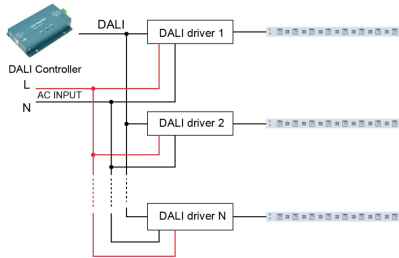 DALI
DALI driver 1
DALI Controller
L
AC INPUT
N
DALI driver 2
DALI driver N